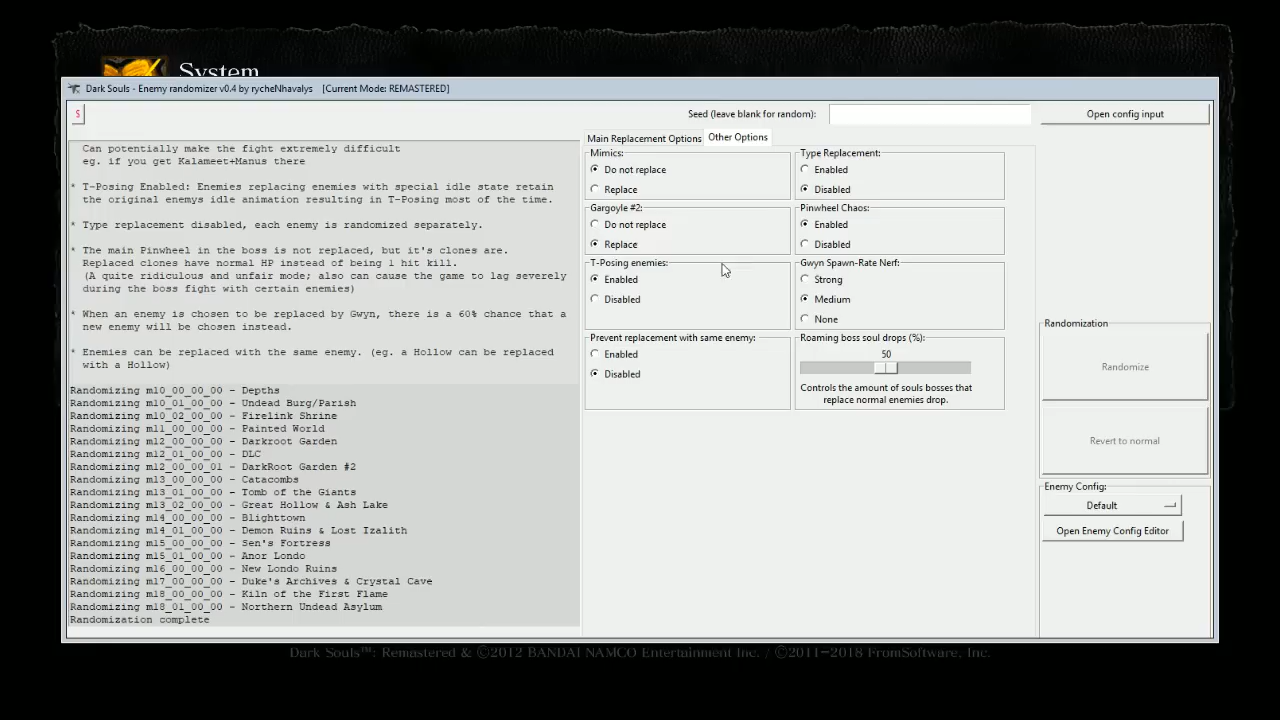 System
Dark Souls - Enemy randomizer v0.4 by rycheNhavalys [Current Mode: REMASTERED]
S
Seed (leave blank for random):
Open config input
Can potentially make the fight extremely difficult
eg. if you get Kalameet+Manus there
* T-Posing Enabled: Enemies replacing enemies with special idle state retain
the original enemys idle animation resulting in T-Posing most of the time.
* Type replacement disabled, each enemy is randomized separately.
* The main Pinwheel in the boss is not replaced, but it's clones are.
Replaced clones have normal HP instead of being 1 hit kill.
(A quite ridiculous and unfair mode; also can cause the game to lag severely
during the boss fight with certain enemies)
* When an enemy is chosen to be replaced by Gwyn, there is a 60% chance that a
new enemy will be chosen instead.
* Enemies can be replaced with the same enemy. (eg. a Hollow can be replaced
with a Hollow)
Randomizing m10_00_00_00 - Depths
Randomizing m10_01_00_00 - Undead Burg/Parish
Randomizing m10_02_00_00 - Firelink Shrine
Randomizing m11_00_00_00 - Painted World
Randomizing m12_00_00_00 - Darkroot Garden
Randomizing m12_01_00_00 - DLC
Randomizing m12_00_00_01 - DarkRoot Garden #2
Randomizing m13_00_00_00 - Catacombs
Randomizing m13_01_00_00 - Tomb of the Giants
Randomizing m13_02_00_00 - Great Hollow & Ash Lake
Randomizing m14_00_00_00 - Blighttown
Randomizing m14_01_00_00 - Demon Ruins & Lost Izalith
Randomizing m15_00_00_00 - Sen's Fortress
Randomizing m15_01_00_00 - Anor Londo
Randomizing m16_00_00_00 - New Londo Ruins
Randomizing m17_00_00_00 - Duke's Archives & Crystal Cave
Randomizing m18_00_00_00 - Kiln of the First Flame
Randomizing m18_01_00_00 - Northern Undead Asylum
Randomization complete
Main Replacement Options
Other Options
Mimics:
Do not replace
Replace
Type Replacement:
Enabled
Disabled
Gargoyle #2:
Do not replace
Replace
Pinwheel Chaos:
Enabled
Disabled
T-Posing enemies:
Enabled
Disabled
Gwyn Spawn-Rate Nerf:
Strong
Medium
None
Prevent replacement with same enemy:
Enabled
Disabled
Roaming boss soul drops (%):
50
Controls the amount of souls bosses that
replace normal enemies drop.
Randomization
Randomize
Revert to normal
Enemy Config:
Default
Open Enemy Config Editor
Dark Souls™: Remastered & ©2012 BANDAI NAMCO Entertainment Inc. / ©2011-2018 FromSoftware, Inc.